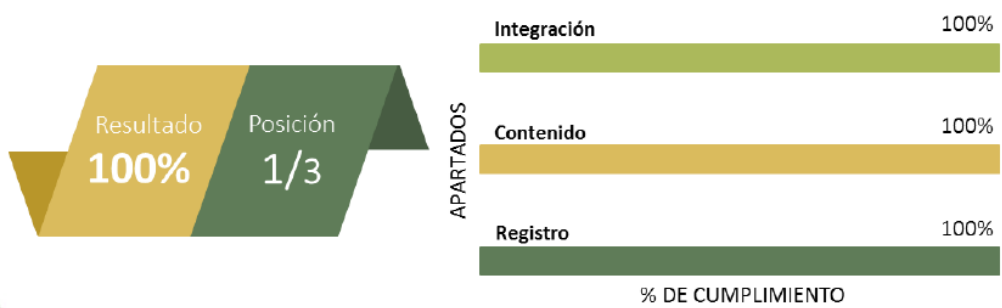 Resultado
100%
Posición
1/3
APARTADOS
Integración
100%
Contenido
100%
Registro
100%
% DE CUMPLIMIENTO